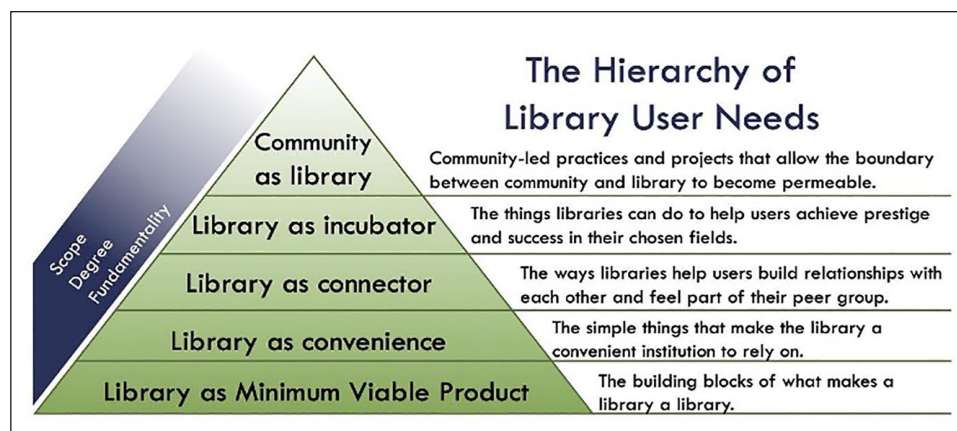 The Hierarchy of
Library User Needs
Community
as library
Community-led practices and projects that allow the boundary
between community and library to become permeable.
Library as incubator
The things libraries can do to help users achieve prestige
and success in their chosen fields.
Library as connector
The ways libraries help users build relationships with
each other and feel part of their peer group.
Library as convenience
The simple things that make the library a
convenient institution to rely on.
Library as Minimum Viable Product
The building blocks of what makes a
library a library.
Scope
Degree
Fundamentality